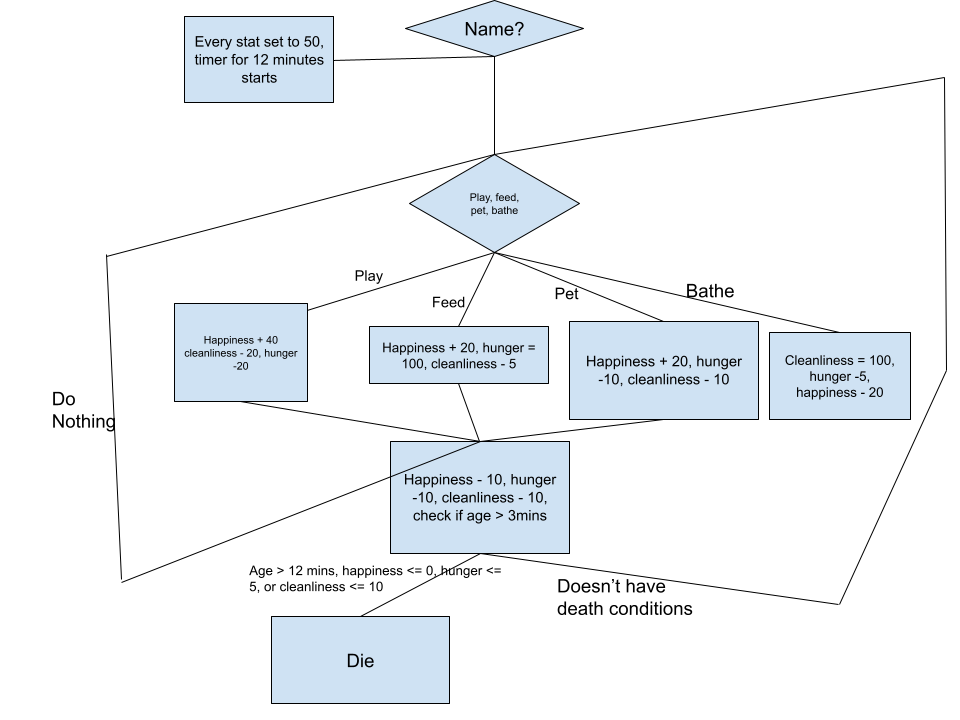 Name?
Every stat set to 50,
timer for 12 minutes
starts
Play, feed,
pet, bathe
Play
Feed
Pet
Bathe
Happiness + 40
cleanliness - 20, hunger
-20
Happiness + 20, hunger =
100, cleanliness - 5
Happiness + 20, hunger
-10, cleanliness - 10
Cleanliness = 100,
hunger -5,
happiness - 20
Do
Nothing
Happiness - 10, hunger
-10, cleanliness - 10,
check if age > 3mins
Age > 12 mins, happiness <= 0, hunger <=
5, or cleanliness <= 10
Doesn’t have
death conditions
Die